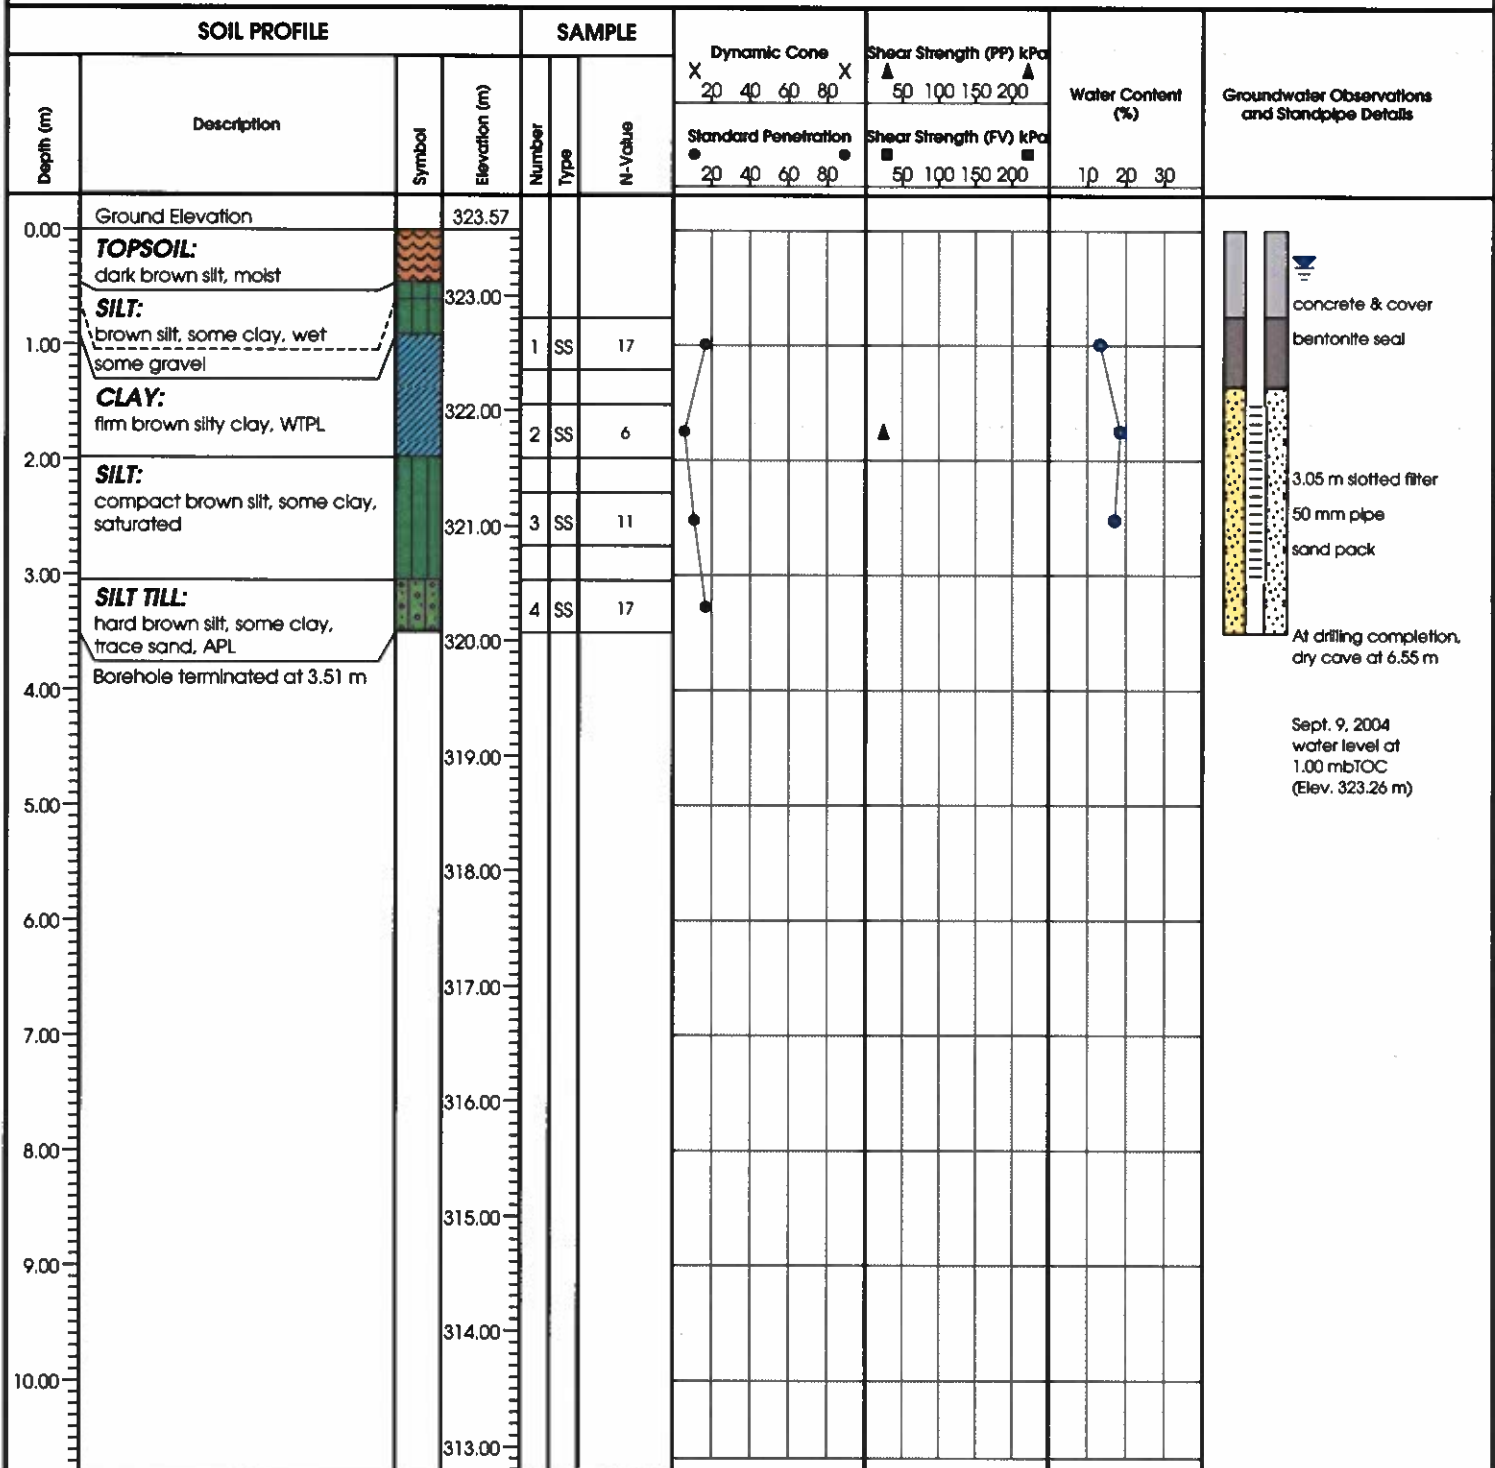 SOIL PROFILE
SAMPLE
Depth (m)
Description
Symbol
Elevation (m)
Number
Type
N-Value
Dynamic Cone
X X
20 40 60 80
Standard Penetration
20 40 60 80
Shear Strength (PP) kPa
50 100 150 200
Shear Strength (FV) kPa
50 100 150 200
Water Content
(%)
10 20 30
Groundwater Observations
and Standpipe Details
Ground Elevation
323.57
0.00
TOPSOIL:
dark brown silt, moist
SILT:
323.00
brown silt, some clay, wet
1.00
some gravel
1 SS 17
CLAY:
322.00
firm brown silty clay, WTPL
2 SS 6
2.00
SILT:
compact brown silt, some clay,
saturated
321.00
3 SS 11
3.00
SILT TILL:
hard brown silt, some clay,
trace sand, APL
4 SS 17
320.00
Borehole terminated at 3.51 m
4.00
319.00
5.00
318.00
6.00
317.00
7.00
316.00
8.00
315.00
9.00
314.00
10.00
313.00
concrete & cover
bentonite seal
3.05 m slotted filter
50 mm pipe
sand pack
At drilling completion,
dry cave at 6.55 m
Sept. 9, 2004
water level at
1.00 mbTOC
(Elev. 323.26 m)